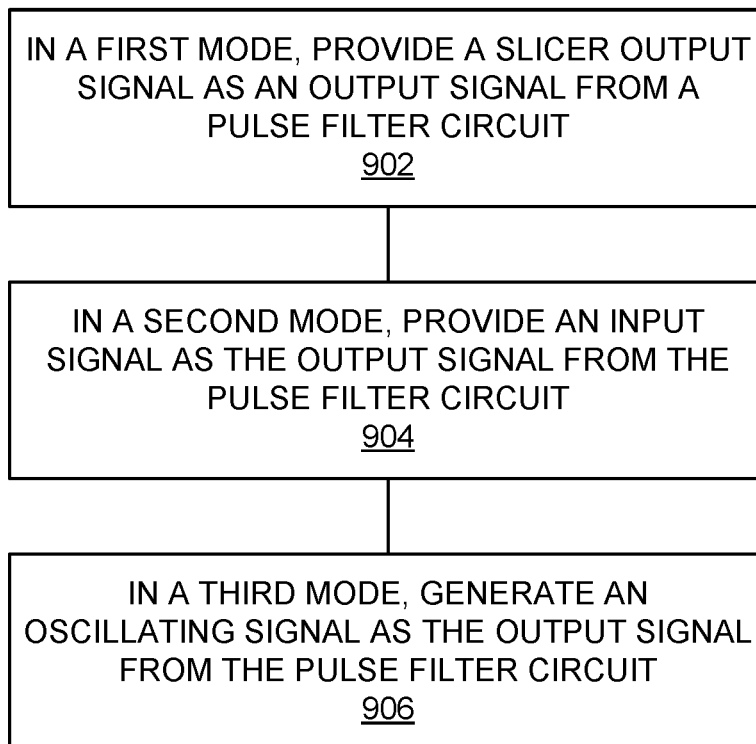 IN A FIRST MODE, PROVIDE A SLICER OUTPUT
SIGNAL AS AN OUTPUT SIGNAL FROM A
PULSE FILTER CIRCUIT
902
IN A SECOND MODE, PROVIDE AN INPUT
SIGNAL AS THE OUTPUT SIGNAL FROM THE
PULSE FILTER CIRCUIT
904
IN A THIRD MODE, GENERATE AN
OSCILLATING SIGNAL AS THE OUTPUT SIGNAL
FROM THE PULSE FILTER CIRCUIT
906